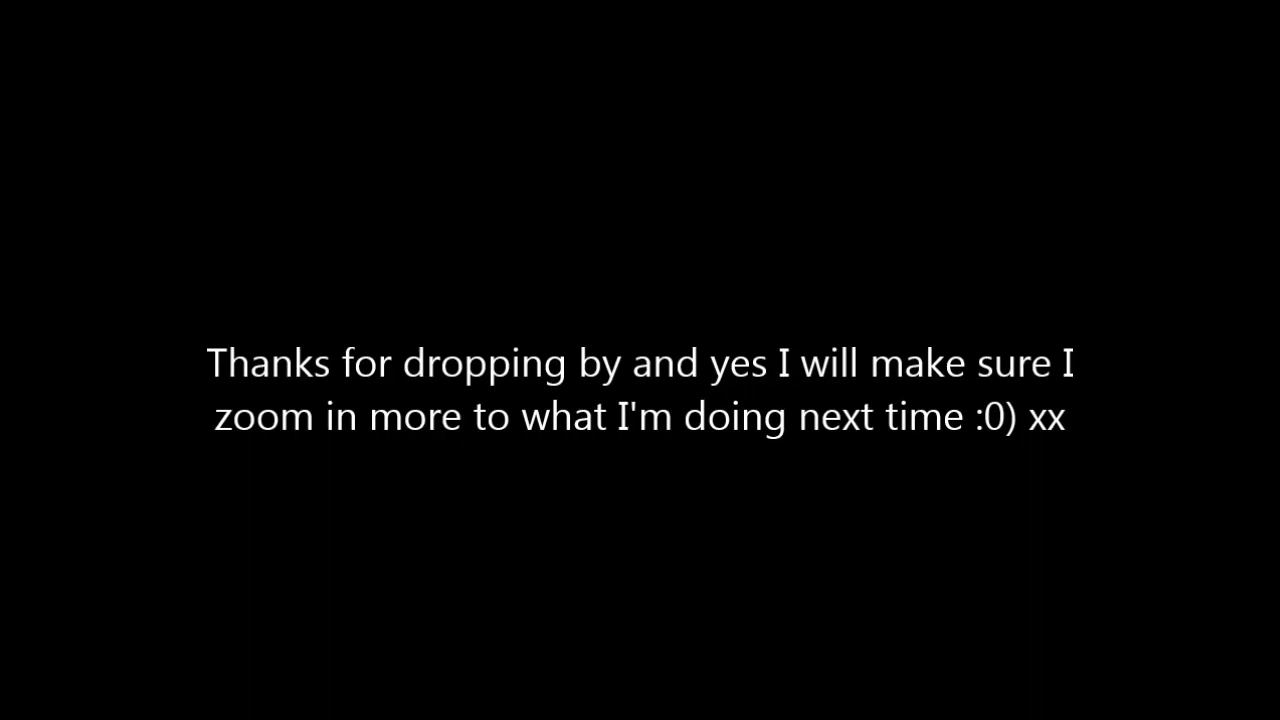 Thanks for dropping by and yes I will make sure I
zoom in more to what I'm doing next time :0) xx